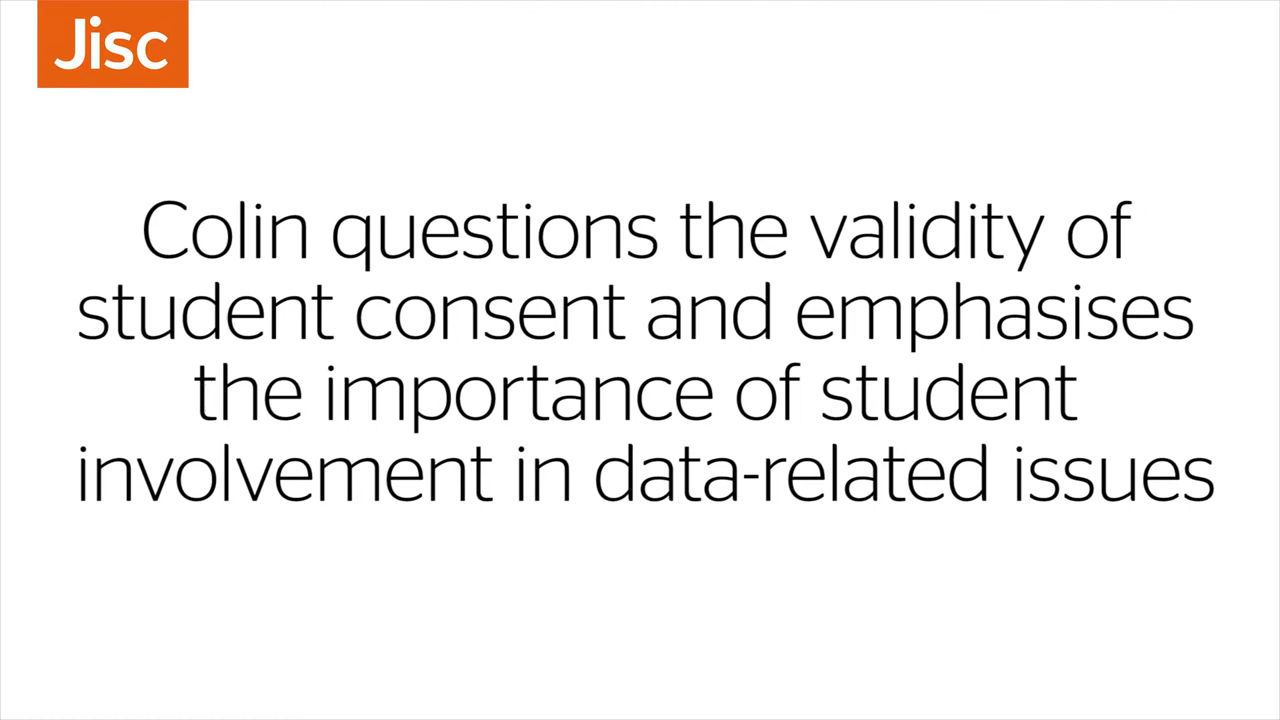 Jisc
Colin questions the validity of
student consent and emphasises
the importance of student
involvement in data-related issues